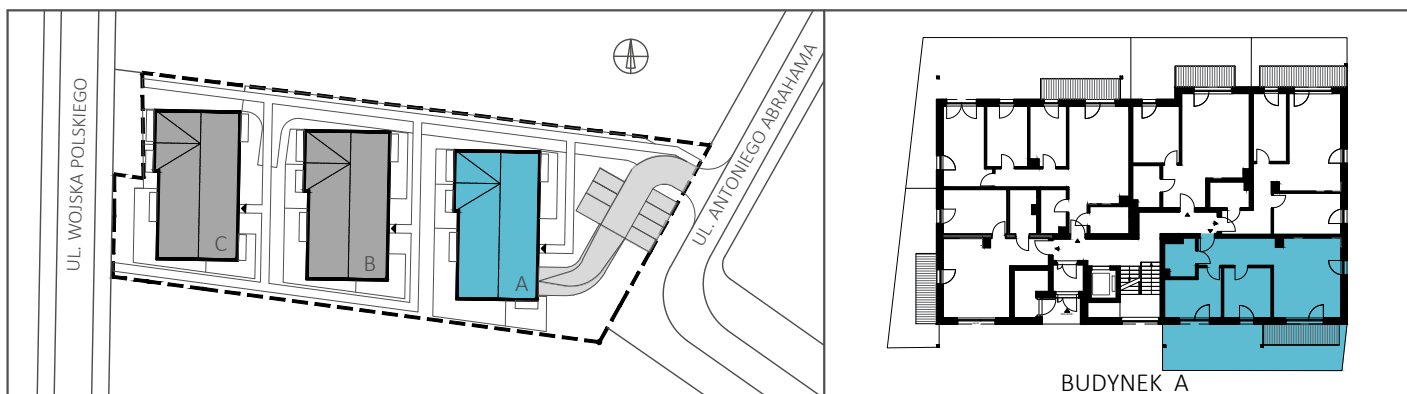 UL. WOJSKA POLSKIEGO
C
B
A
UL. ANTONIEGO ABRAHAMA
BUDYNEK A